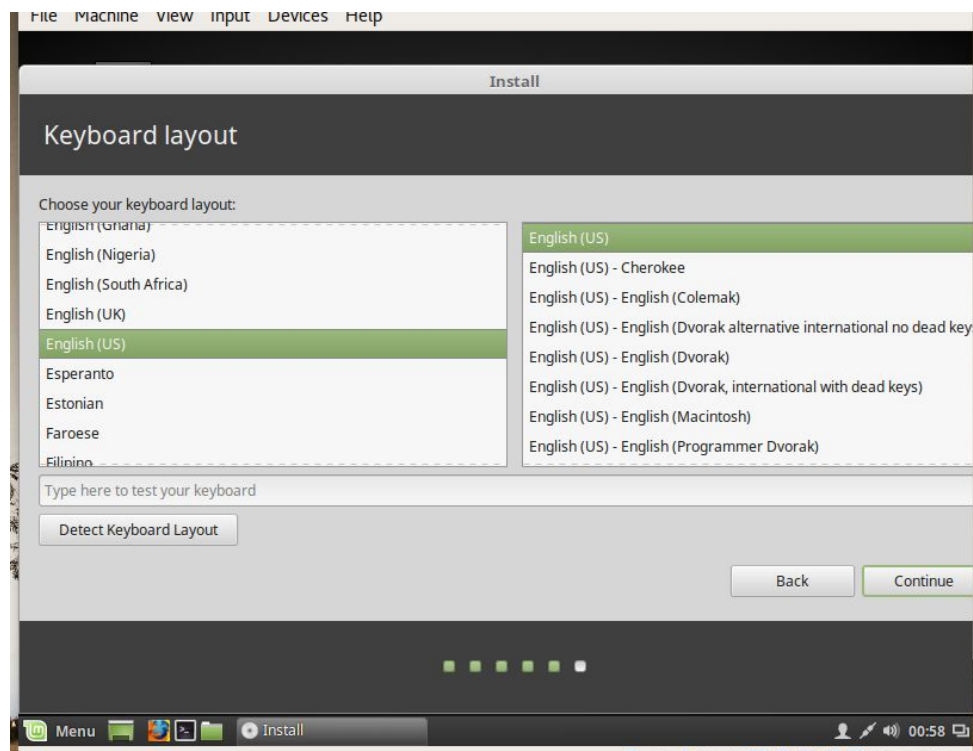 File Machine View Input Devices Help
Install
Keyboard layout
Choose your keyboard layout:
English (Ghana)
English (Nigeria)
English (South Africa)
English (UK)
English (US)
Esperanto
Estonian
Faroese
Filipino
English (US)
English (US) - Cherokee
English (US) - English (Colemak)
English (US) - English (Dvorak alternative international no dead key
English (US) - English (Dvorak)
English (US) - English (Dvorak, international with dead keys)
English (US) - English (Macintosh)
English (US) - English (Programmer Dvorak)
Type here to test your keyboard
Detect Keyboard Layout
Back Continue
Menu Install 00:58